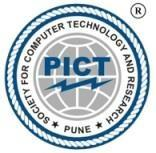 ®
SOCIETY FOR COMPUTER TECHNOLOGY AND RESEARCH
PICT
PUNE